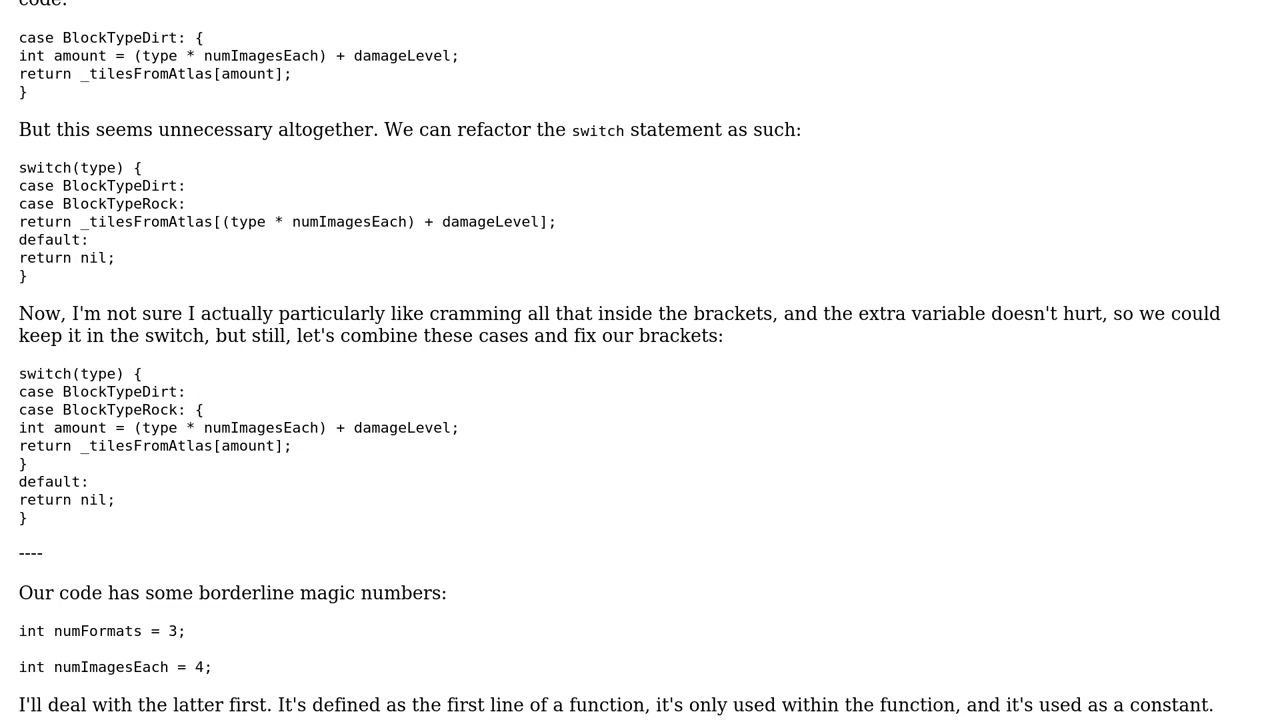 code:
case BlockTypeDirt: {
int amount = (type * numImagesEach) + damageLevel;
return _tilesFromAtlas[amount];
}
But this seems unnecessary altogether. We can refactor the switch statement as such:
switch(type) {
case BlockTypeDirt:
case BlockTypeRock:
return _tilesFromAtlas[(type * numImagesEach) + damageLevel];
default:
return nil;
}
Now, I'm not sure I actually particularly like cramming all that inside the brackets, and the extra variable doesn't hurt, so we could
keep it in the switch, but still, let's combine these cases and fix our brackets:
switch(type) {
case BlockTypeDirt:
case BlockTypeRock: {
int amount = (type * numImagesEach) + damageLevel;
return _tilesFromAtlas[amount];
}
default:
return nil;
}
----
Our code has some borderline magic numbers:
int numFormats = 3;
int numImagesEach = 4;
I'll deal with the latter first. It's defined as the first line of a function, it's only used within the function, and it's used as a constant.